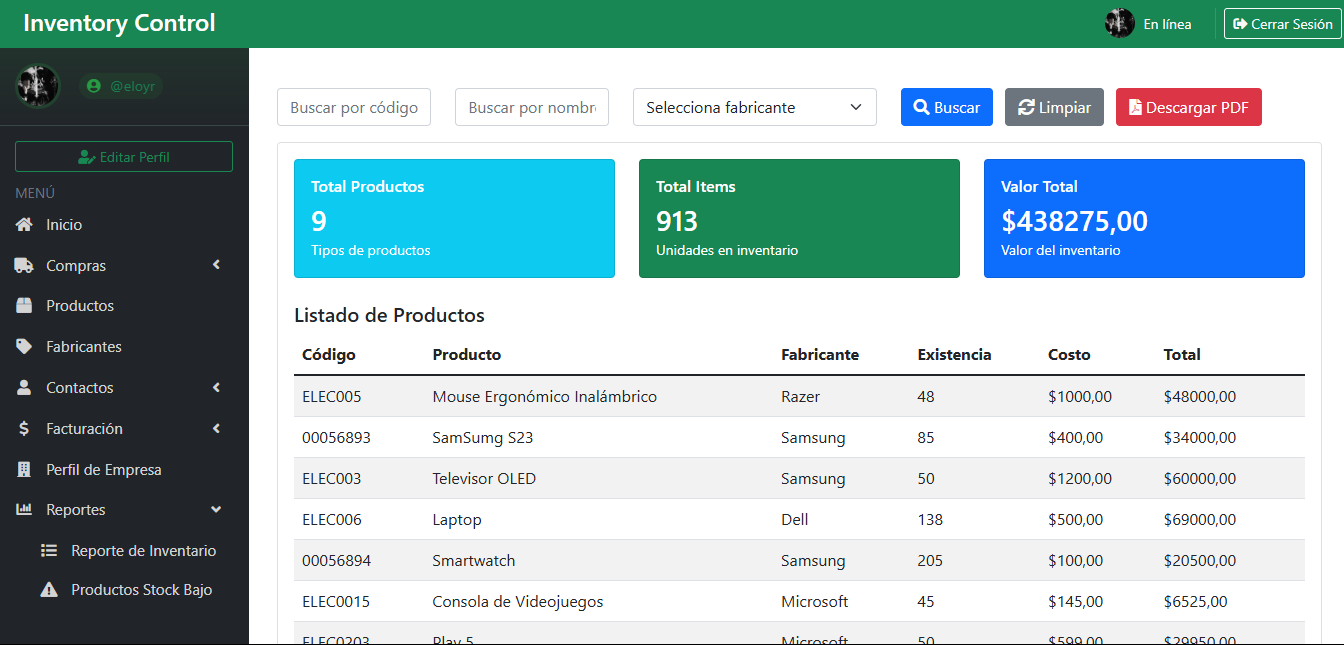 Inventory Control
En línea
Cerrar Sesión
@eloyr
Editar Perfil
MENÚ
Inicio
Compras
Productos
Fabricantes
Contactos
Facturación
Perfil de Empresa
Reportes
Reporte de Inventario
Productos Stock Bajo
Buscar por código
Buscar por nombr
Selecciona fabricante
Buscar
Limpiar
Descargar PDF
Total Productos
9
Tipos de productos
Total Items
913
Unidades en inventario
Valor Total
$438275,00
Valor del inventario
Listado de Productos
Código Producto Fabricante Existencia Costo Total
ELEC005 Mouse Ergonómico Inalámbrico Razer 48 $1000,00 $48000,00
00056893 SamSumg S23 Samsung 85 $400,00 $34000,00
ELEC003 Televisor OLED Samsung 50 $1200,00 $60000,00
ELEC006 Laptop Dell 138 $500,00 $69000,00
00056894 Smartwatch Samsung 205 $100,00 $20500,00
ELEC0015 Consola de Videojuegos Microsoft 45 $145,00 $6525,00
ELEC0203 Play 5 Microsoft 50 $599,00 $29950,00